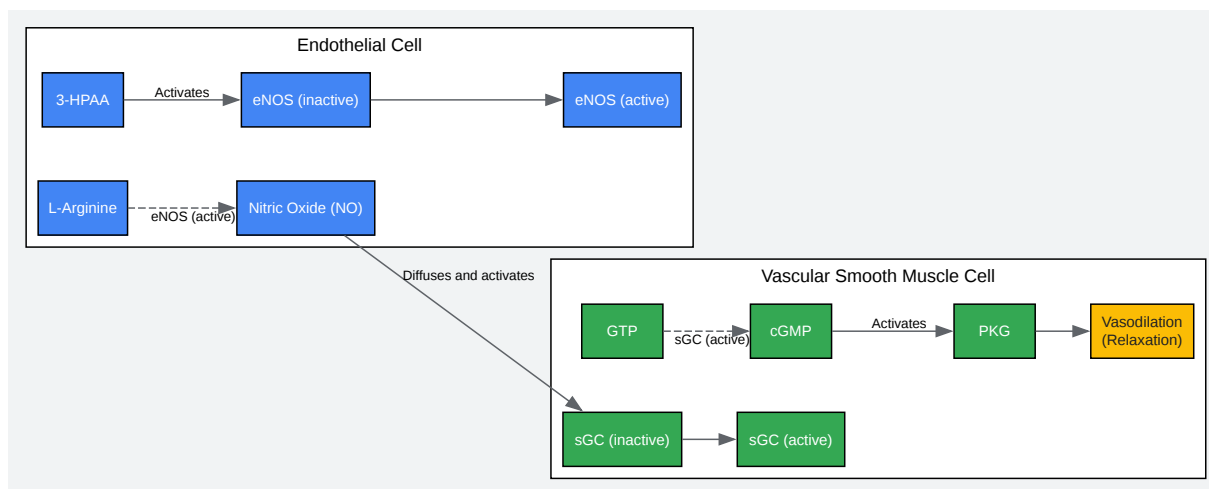 Endothelial Cell
3-HPAA
Activates
eNOS (inactive)
eNOS (active)
L-Arginine
eNOS (active)
Nitric Oxide (NO)
Diffuses and activates
Vascular Smooth Muscle Cell
GTP
sGC (active)
cGMP
Activates
PKG
Vasodilation
(Relaxation)
sGC (inactive)
sGC (active)